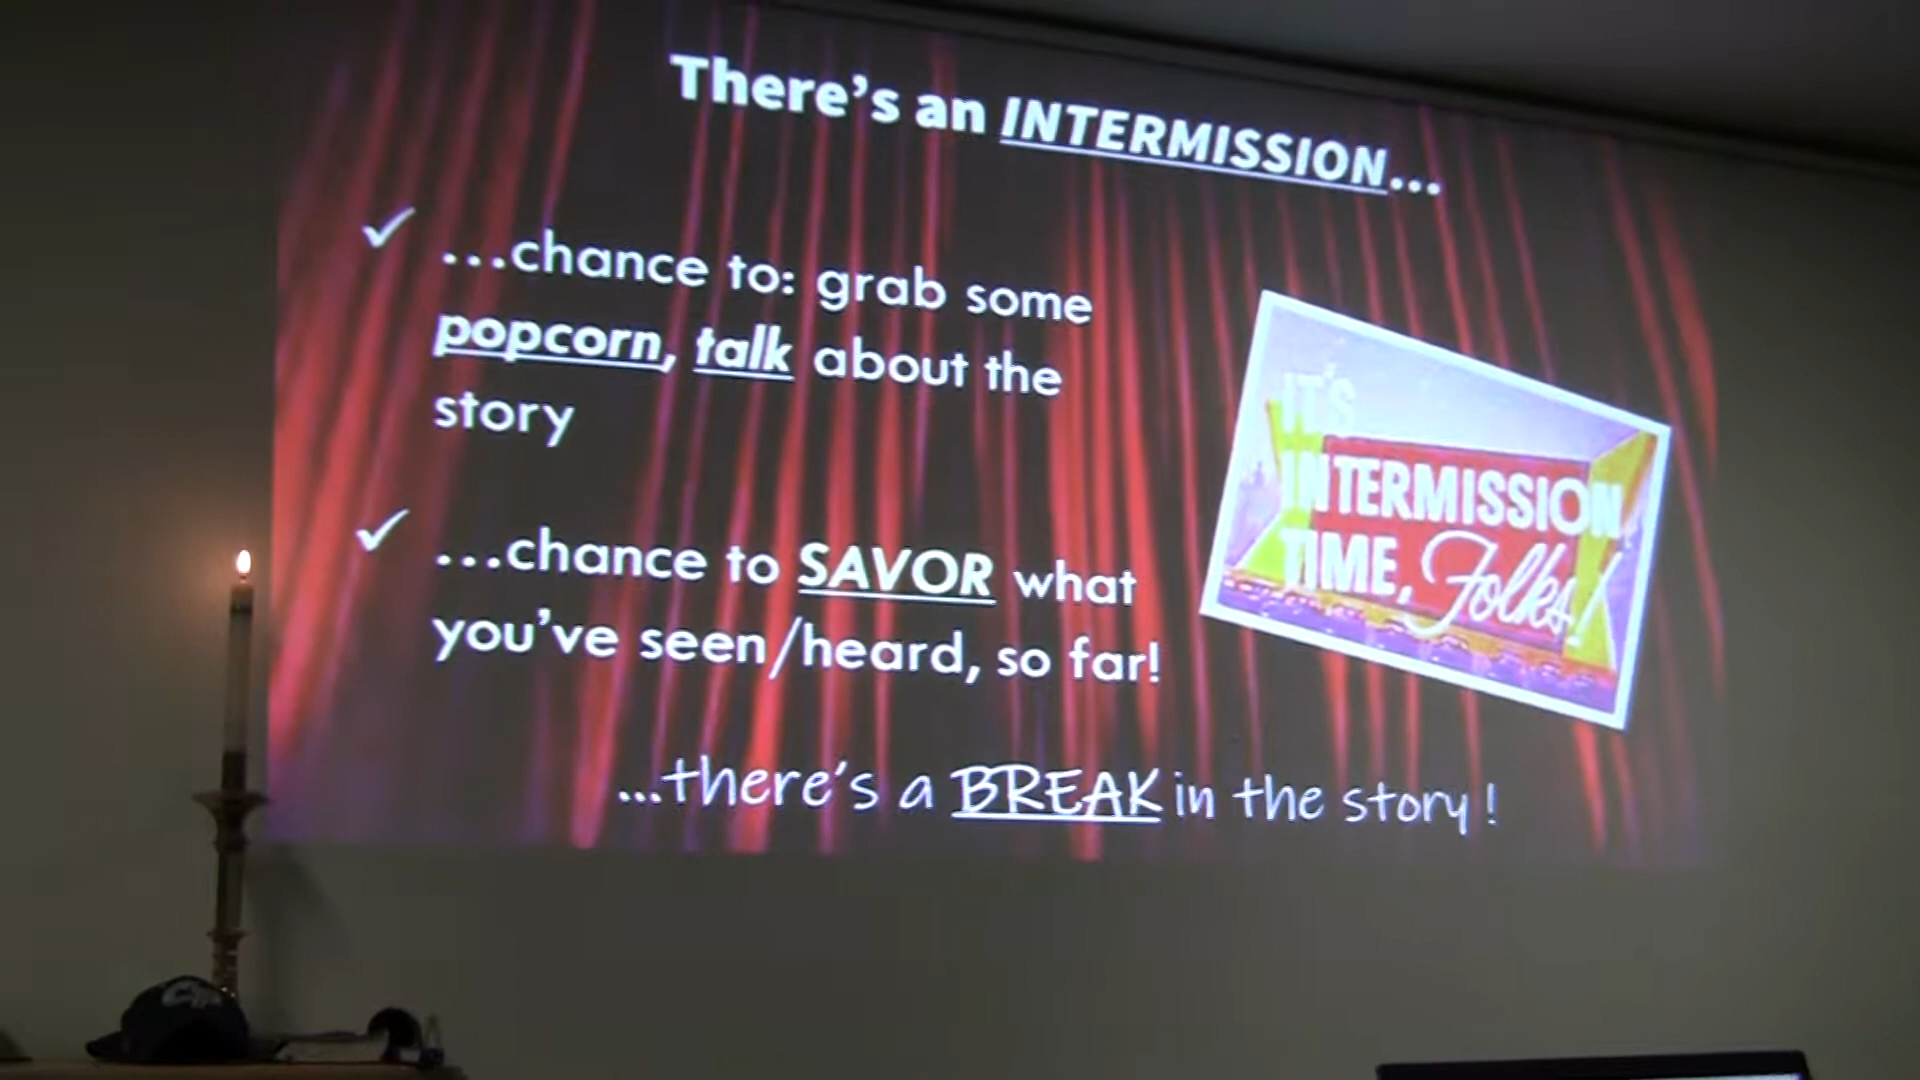 There's an INTERMISSION...
...chance to: grab some
popcorn, talk about the
story
...chance to SAVOR what
you've seen/heard, so far!
...there's a BREAK in the story!
IT'S
INTERMISSION
TIME, Folks!